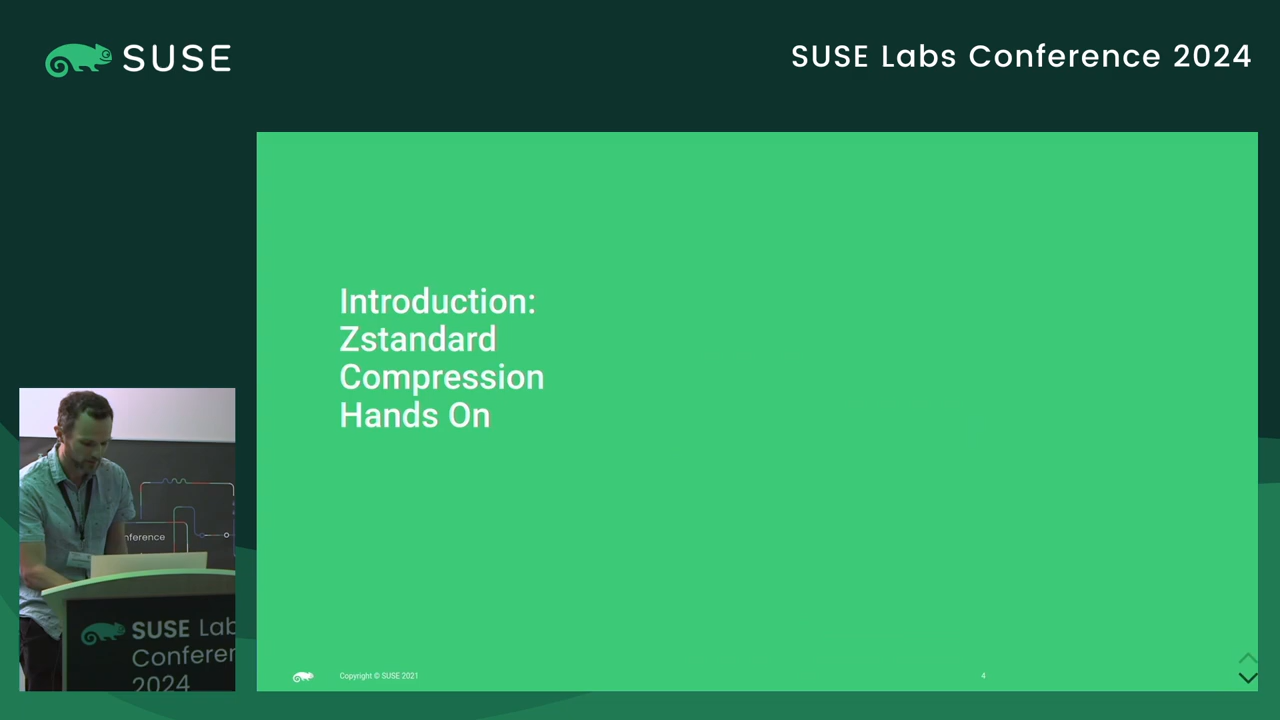 SUSE
SUSE Labs Conference 2024
Introduction:
Zstandard
Compression
Hands On
nference
SUSE Lab
Conferen
2024
Copyright © SUSE 2021
4